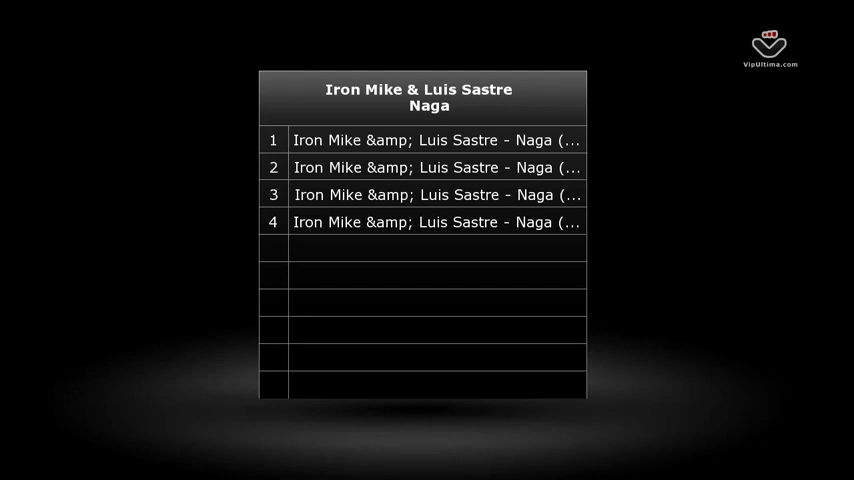 VipUltima.com
Iron Mike & Luis Sastre
Naga
1 Iron Mike &amp; Luis Sastre - Naga (...
2 Iron Mike &amp; Luis Sastre - Naga (...
3 Iron Mike &amp; Luis Sastre - Naga (...
4 Iron Mike &amp; Luis Sastre - Naga (...